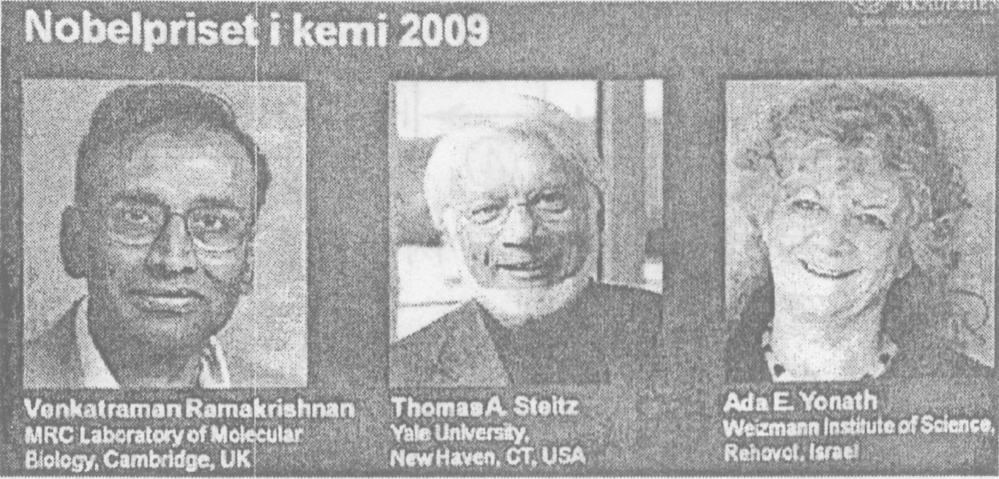 Nobelpriset i kemi 2009
Venkatraman Ramakrishnan
MRC Laboratory of Molecular
Biology, Cambridge, UK
Thomas A. Steitz
Yale University,
New Haven, CT, USA
Ada E. Yonath
Weizmann Institute of Science,
Rehovot, Israel